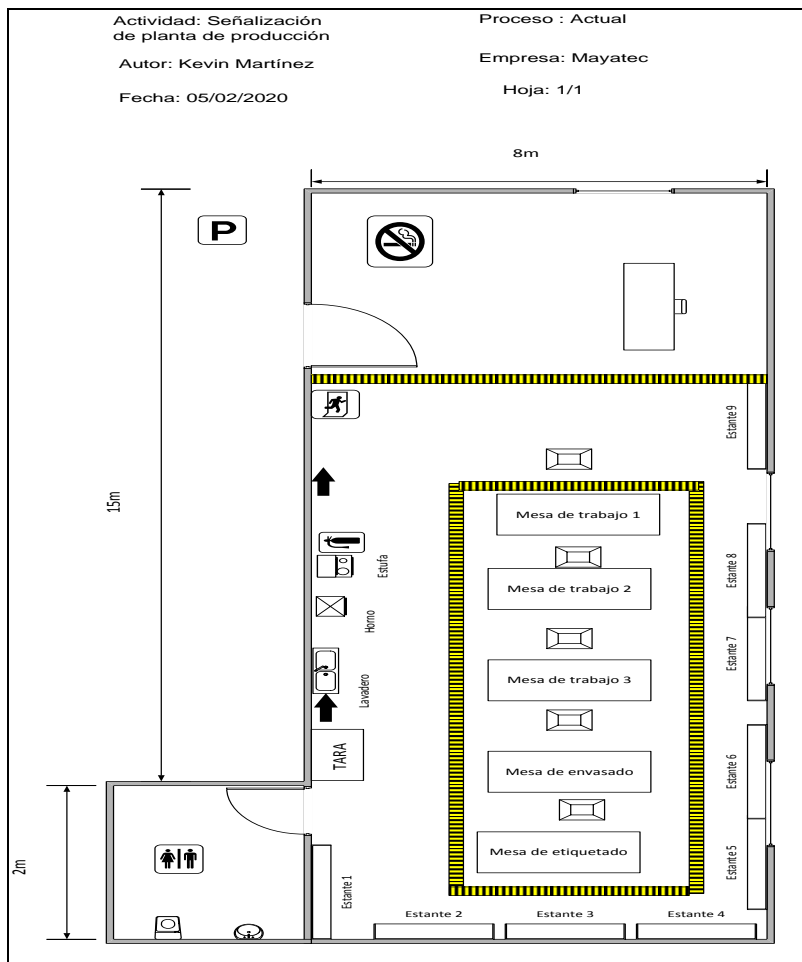 Actividad: Señalización
de planta de producción
Proceso : Actual
Autor: Kevin Martínez
Empresa: Mayatec
Fecha: 05/02/2020
Hoja: 1/1
8m
P
15m
Estante 9
Mesa de trabajo 1
Estufa
Estante 8
Mesa de trabajo 2
Horno
Estante 7
Mesa de trabajo 3
Lavadero
TARA
Estante 6
Mesa de envasado
2m
Mesa de etiquetado
Estante 5
Estante 1
Estante 2
Estante 3
Estante 4